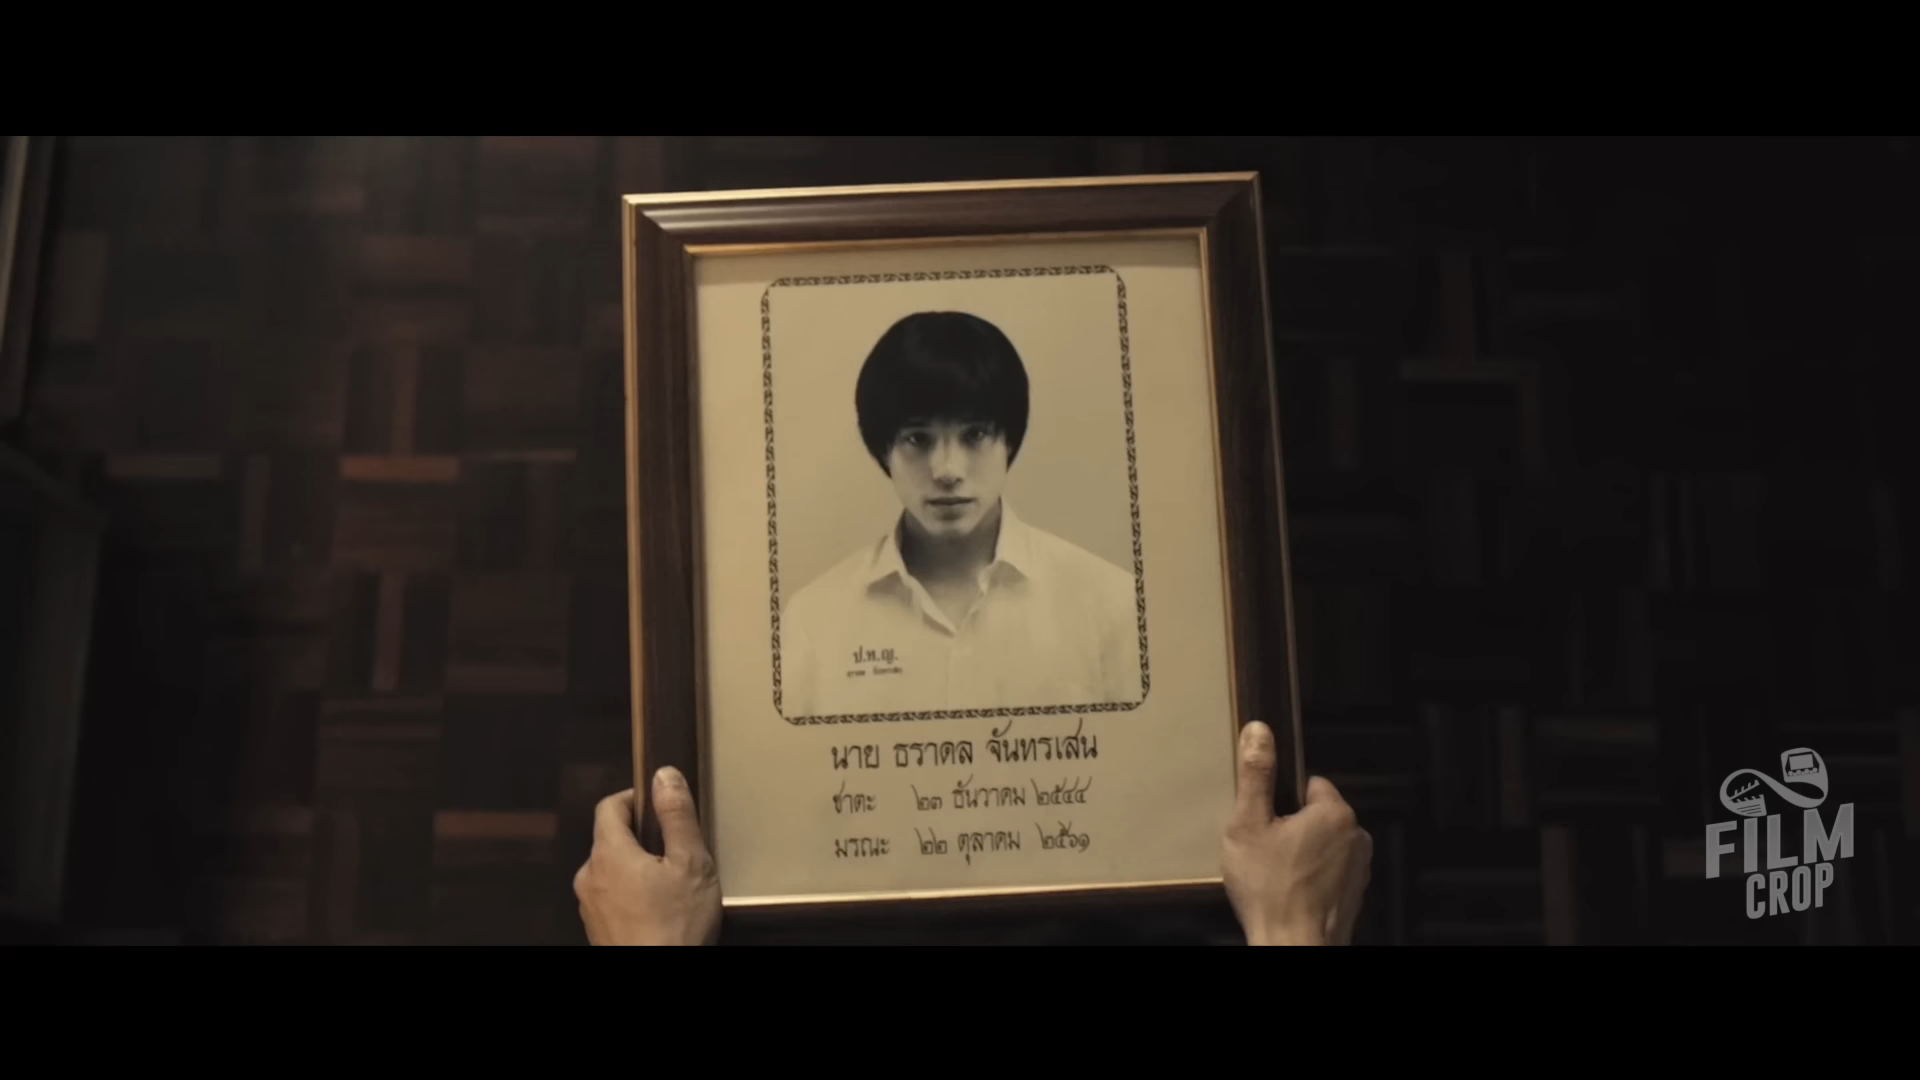 ป.ท.ญ.
นาย ธราดล จันทรเสน
ชาตะ ๒๓ ธันวาคม ๒๕๔๔
มรณะ ๒๒ ตุลาคม ๒๕๖๑
FILM
CROP